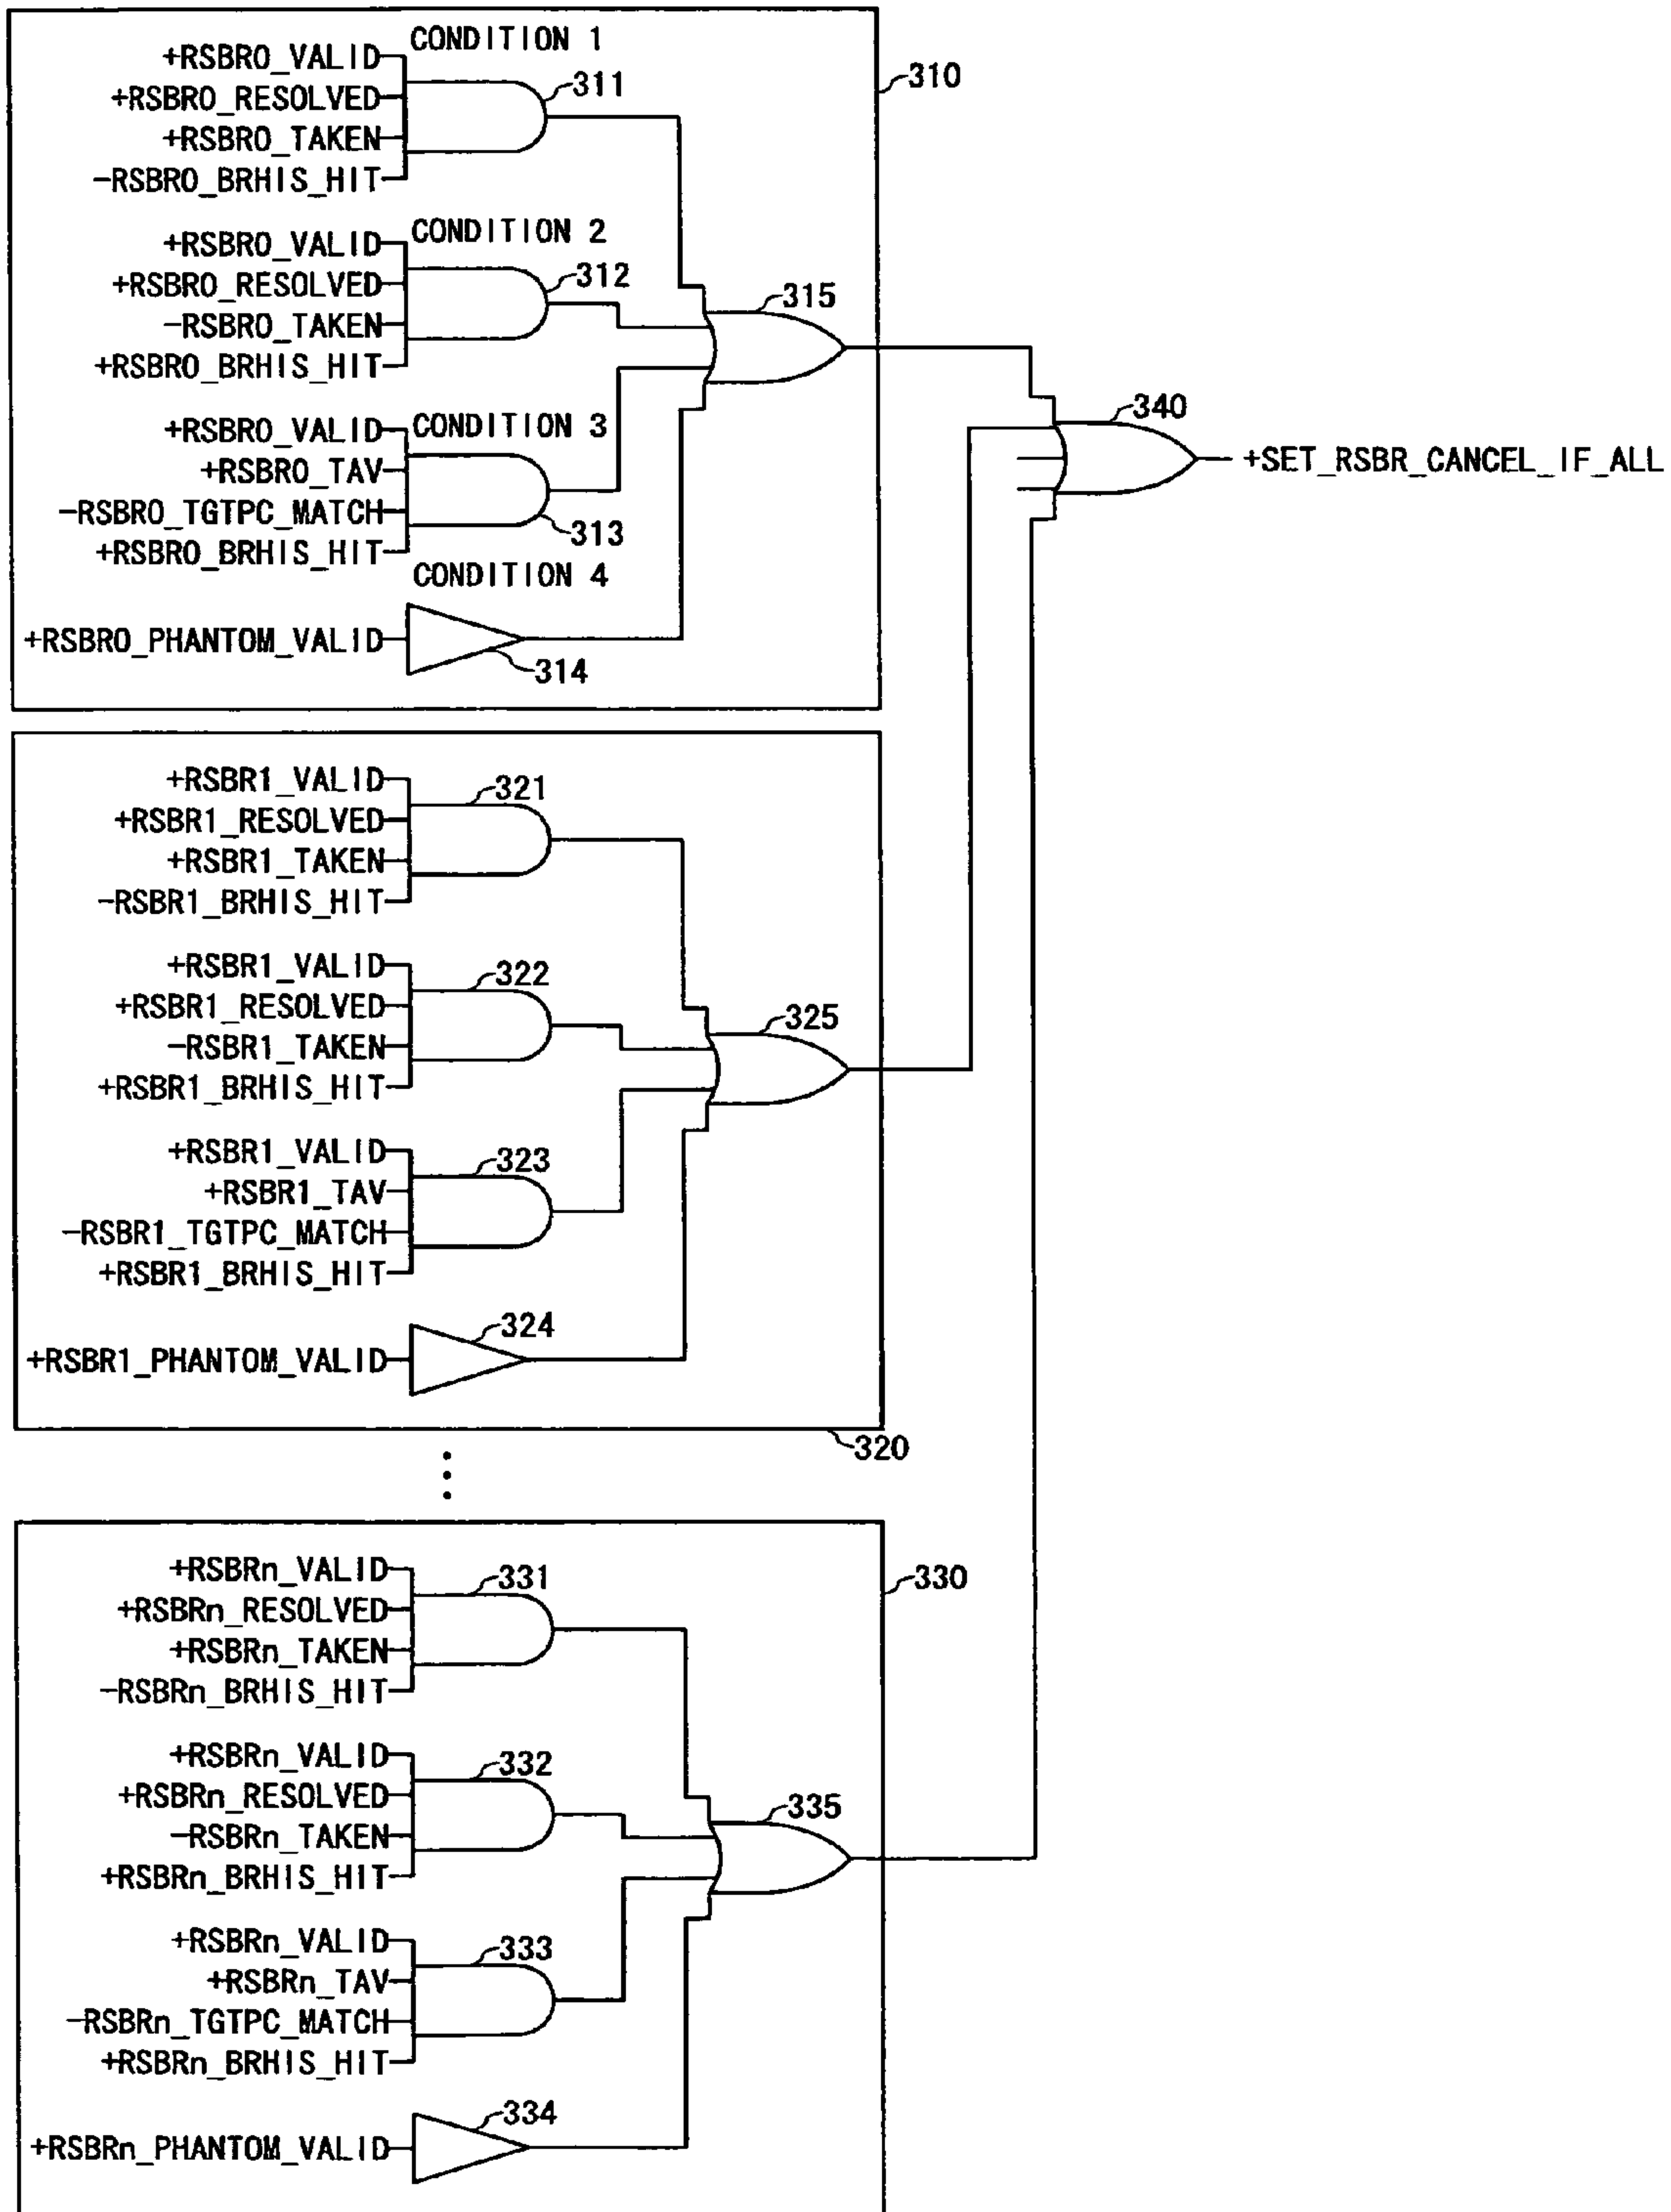 CONDITION 1
+RSBR0_VALID
311
310
+RSBR0_RESOLVED
+RSBR0_TAKEN
-RSBR0_BRHIS_HIT
CONDITION 2
+RSBR0_VALID
312
+RSBR0_RESOLVED
315
-RSBR0_TAKEN
+RSBR0_BRHIS_HIT
340
CONDITION 3
+RSBR0_VALID
+SET_RSBR_CANCEL_IF_ALL
+RSBR0_TAV
-RSBR0_TGTPC_MATCH
313
+RSBR0_BRHIS_HIT
CONDITION 4
+RSBR0_PHANTOM_VALID
314
+RSBR1_VALID
321
+RSBR1_RESOLVED
+RSBR1_TAKEN
-RSBR1_BRHIS_HIT
+RSBR1_VALID
322
+RSBR1_RESOLVED
325
-RSBR1_TAKEN
+RSBR1_BRHIS_HIT
+RSBR1_VALID
323
+RSBR1_TAV
-RSBR1_TGTPC_MATCH
+RSBR1_BRHIS_HIT
324
+RSBR1_PHANTOM_VALID
320
+RSBRn_VALID
331
330
+RSBRn_RESOLVED
+RSBRn_TAKEN
-RSBRn_BRHIS_HIT
+RSBRn_VALID
332
+RSBRn_RESOLVED
335
-RSBRn_TAKEN
+RSBRn_BRHIS_HIT
+RSBRn_VALID
333
+RSBRn_TAV
-RSBRn_TGTPC_MATCH
+RSBRn_BRHIS_HIT
334
+RSBRn_PHANTOM_VALID